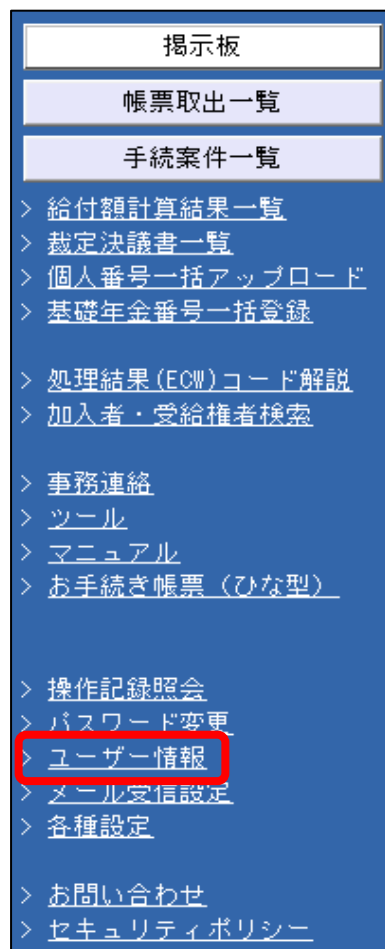 掲示板
帳票取出一覧
手続案件一覧
> 給付額計算結果一覧
> 裁定決議書一覧
> 個人番号一括アップロード
> 基礎年金番号一括登録
> 処理結果(ECW)コード解説
> 加入者・受給権者検索
> 事務連絡
> ツール
> マニュアル
> お手続き帳票（ひな型）
> 操作記録照会
> パスワード変更
> ユーザー情報
> メール受信設定
> 各種設定
> お問い合わせ
> セキュリティポリシー